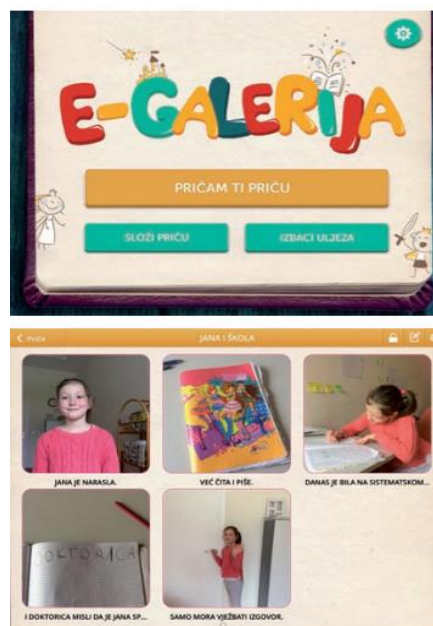 E-GALERIJA
PRIČAM TI PRIČU
SLOŽI PRIČU
IZBACI ULJEZA
Priče
JANA I ŠKOLA
JANA JE NARASLA.
VEĆ ČITA I PIŠE.
DANAS JE BILA NA SISTEMATSKOM...
DOKTORICA
I DOKTORICA MISLI DA JE JANA SP...
SAMO MORA VJEŽBATI IZGOVOR.